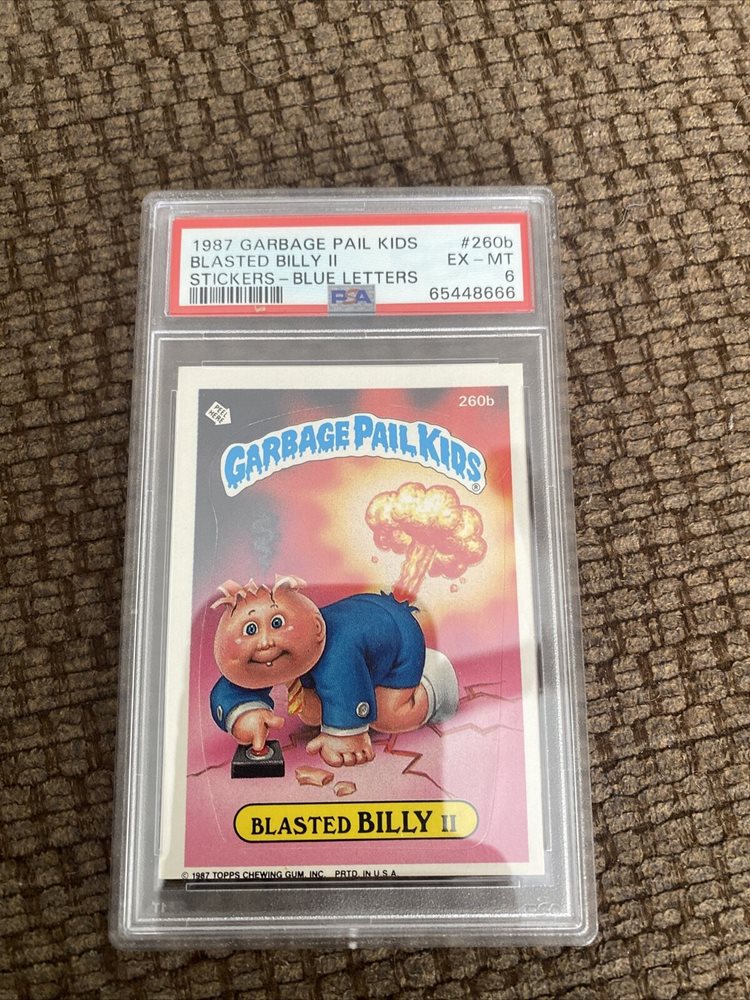 1987 GARBAGE PAIL KIDS #260b
BLASTED BILLY II EX - MT
STICKERS - BLUE LETTERS 6
PSA 65448666
PEEL HERE
260b
GARBAGE PAIL KIDS ®
BLASTED BILLY II
© 1987 TOPPS CHEWING GUM, INC. PRTD. IN U.S.A.